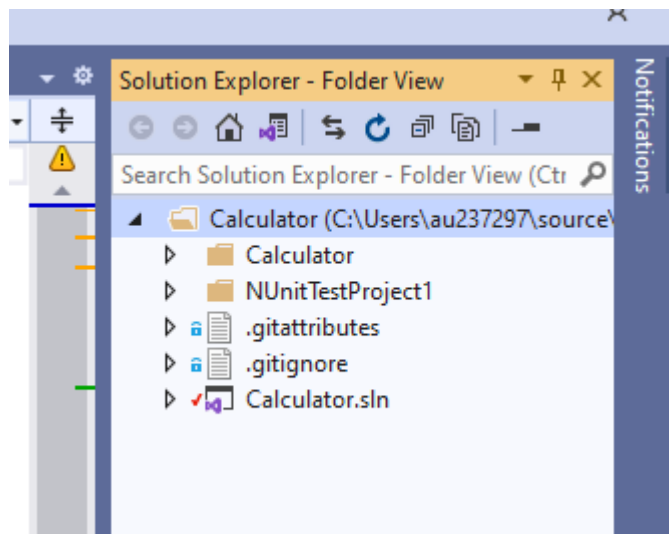 Solution Explorer - Folder View
Search Solution Explorer - Folder View (Ctr
Calculator (C:\Users\au237297\source\
Calculator
NUnitTestProject1
.gitattributes
.gitignore
Calculator.sln
Notifications